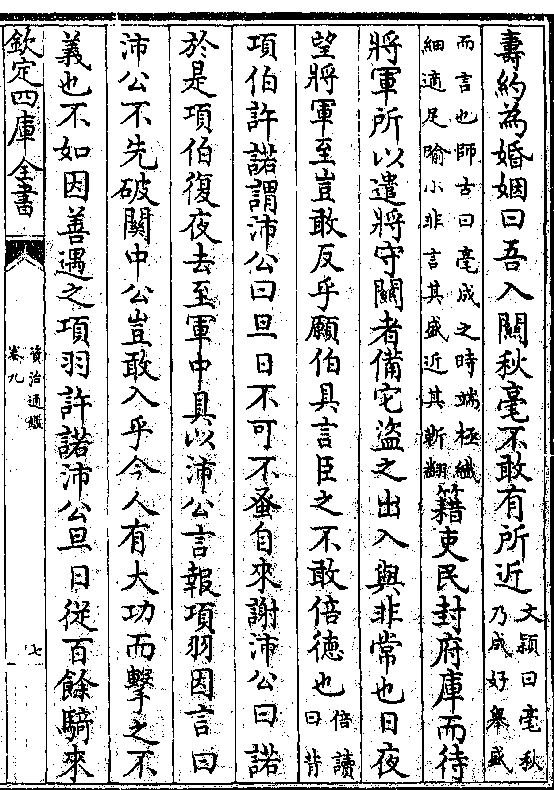 壽約為婚姻曰吾入關秋毫不敢有所近文穎曰毫秋乃成好舉盛
而言也師古曰毫成之時端極纖細適足喻小非言其盛近其靳翻籍吏民封府庫而待
將軍所以遣將守關者備宅盜之出入與非常也日夜
望將軍至豈敢反乎願伯具言臣之不敢倍德也倍讀曰背
項伯許諾謂沛公曰旦日不可不蚤自來謝沛公曰諾
於是項伯復夜去至軍中具以沛公言報項羽因言曰
沛公不先破關中公豈敢入乎今人有大功而擊之不
義也不如因善遇之項羽許諾沛公旦日從百餘騎來
欽定四庫全書
資治通鑑
卷九
七